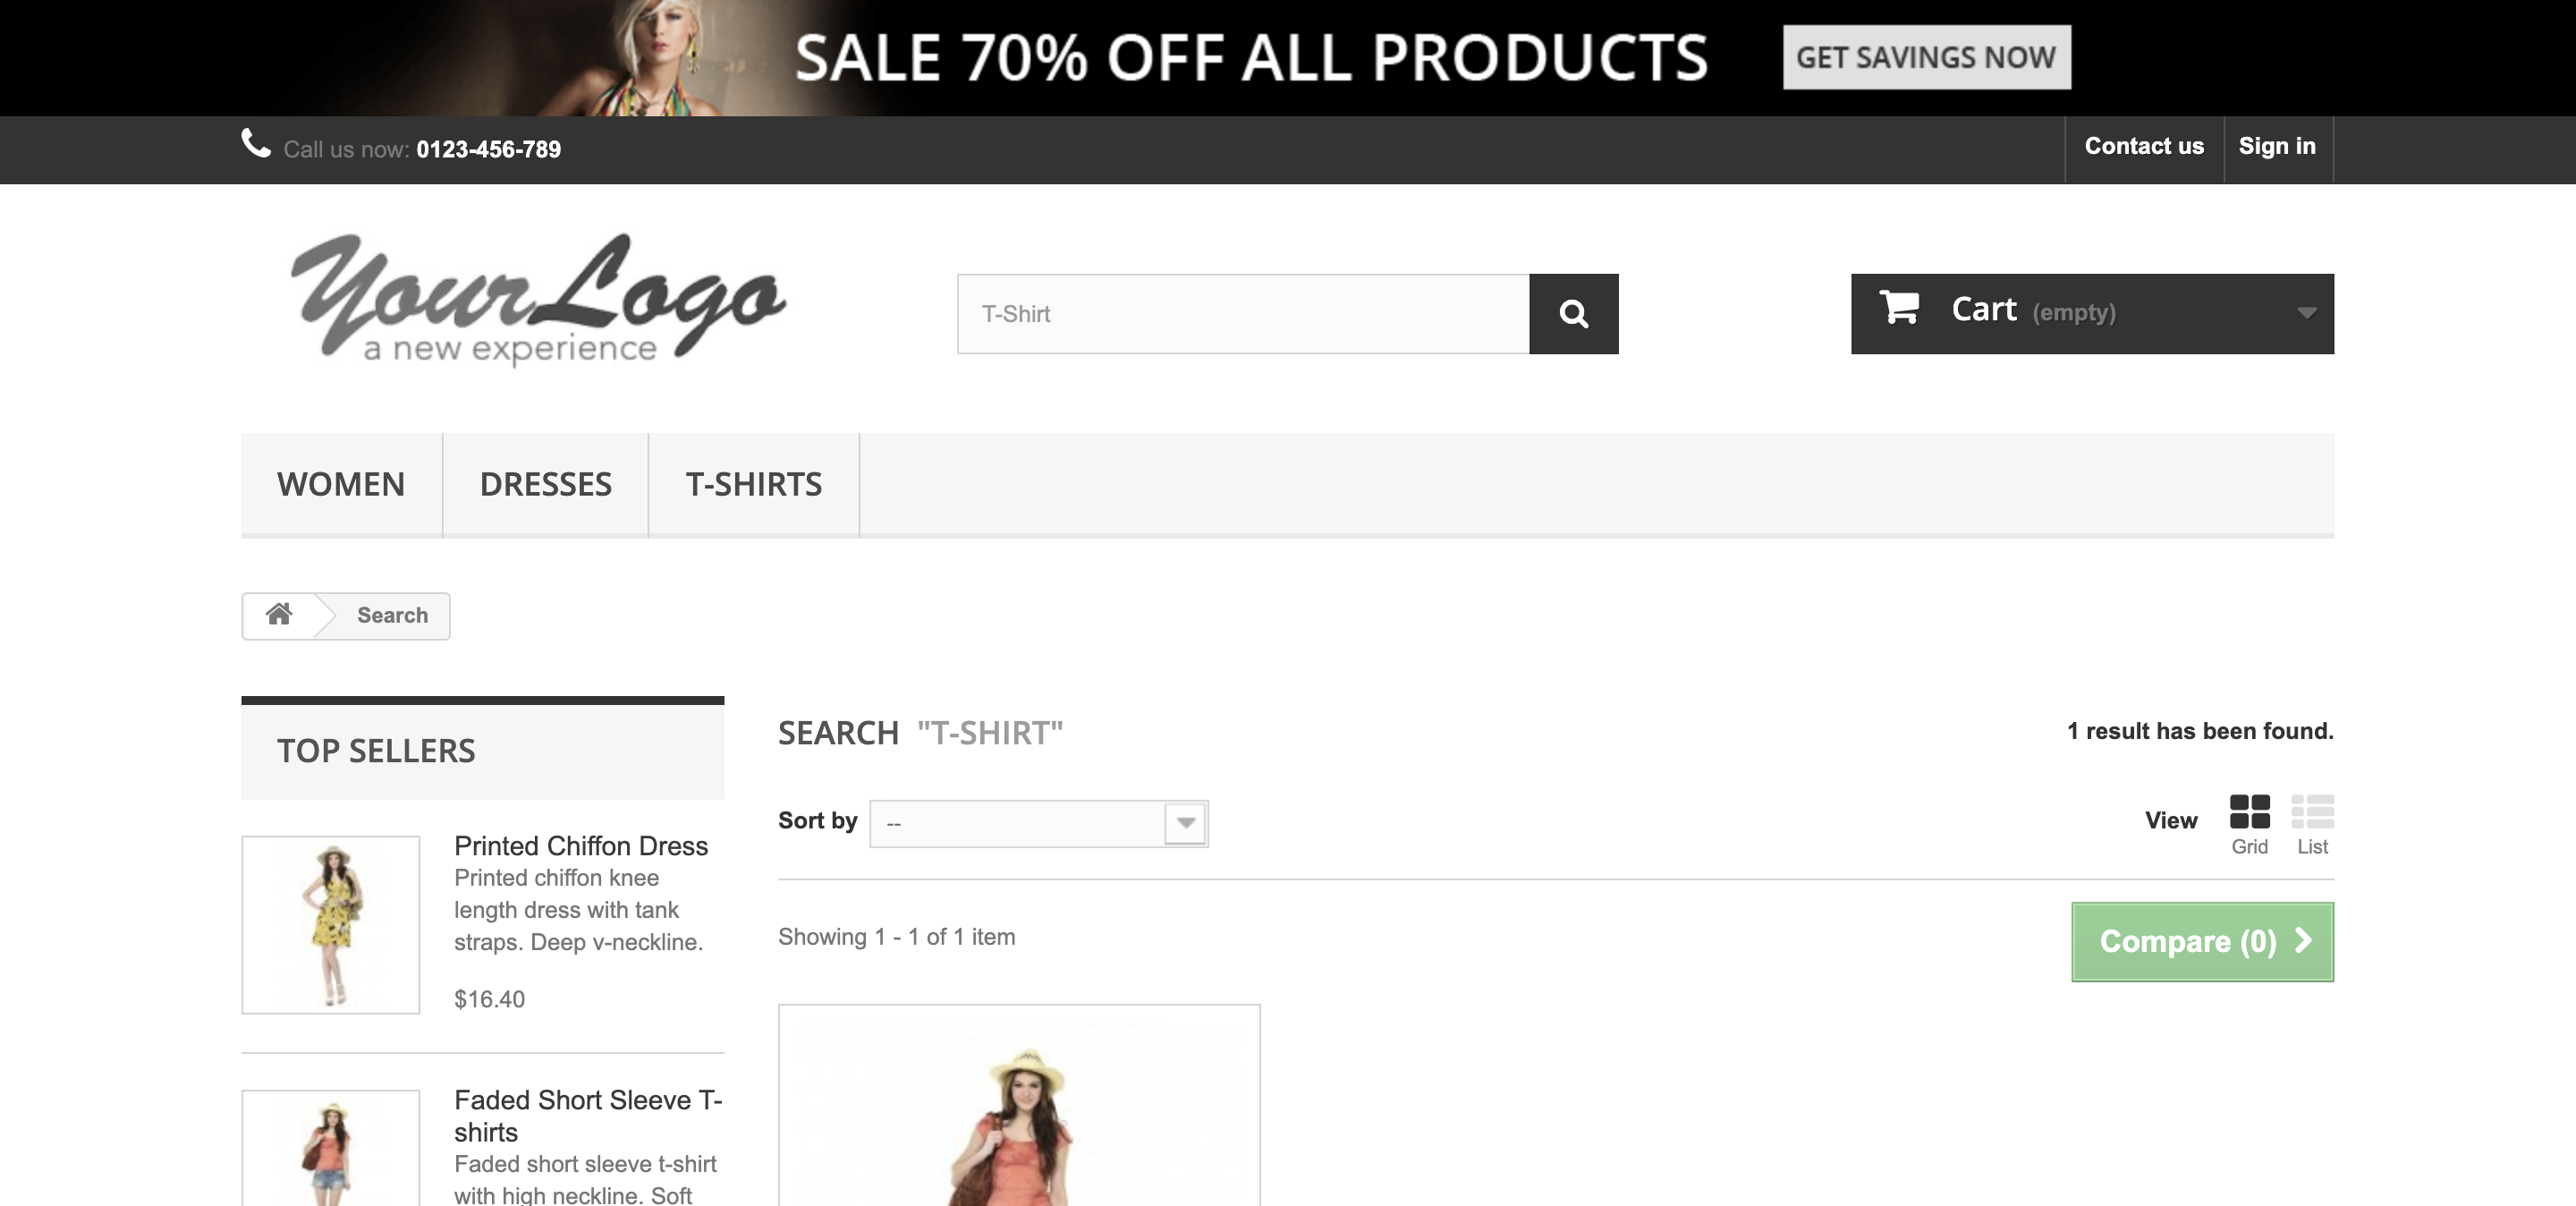 SALE 70% OFF ALL PRODUCTS
GET SAVINGS NOW
Call us now: 0123-456-789
Contact us
Sign in
Your Logo
a new experience
T-Shirt
Cart (empty)
WOMEN
DRESSES
T-SHIRTS
Search
TOP SELLERS
Printed Chiffon Dress
Printed chiffon knee
length dress with tank
straps. Deep v-neckline.
$16.40
Faded Short Sleeve T-
shirts
Faded short sleeve t-shirt
with high neckline. Soft
SEARCH "T-SHIRT"
1 result has been found.
Sort by
--
View
Grid
List
Showing 1 - 1 of 1 item
Compare (0)